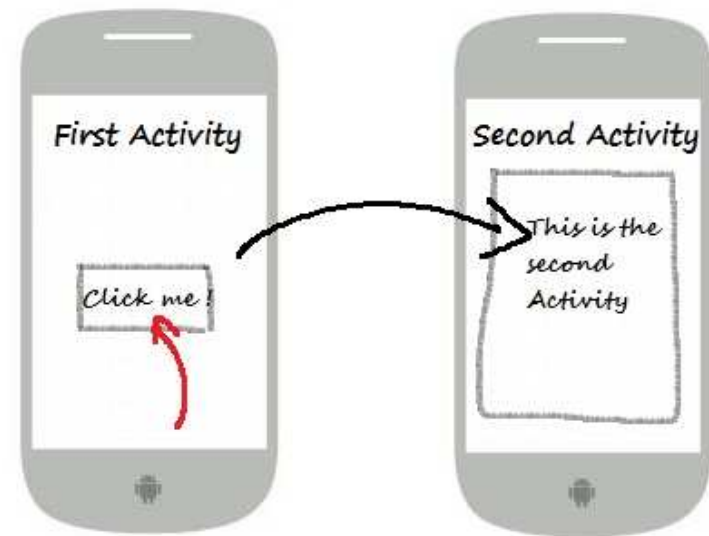 First Activity
Click me !
Second Activity
This is the
second
Activity